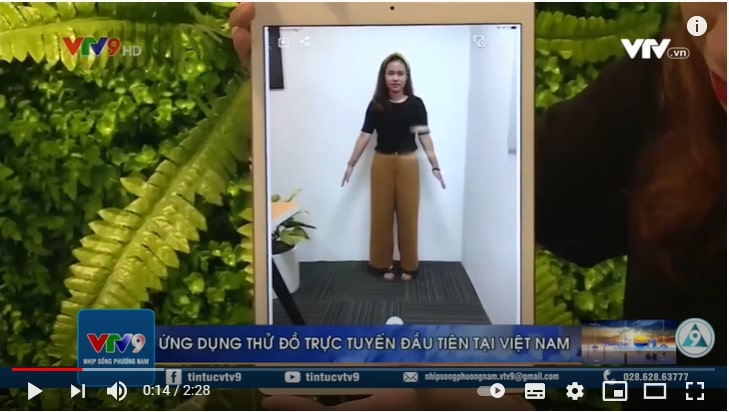 VTV9 HD
VTV.vn
VTV9
NHỊP SỐNG PHƯƠNG NAM
ỨNG DỤNG THỬ ĐỒ TRỰC TUYẾN ĐẦU TIÊN TẠI VIỆT NAM
9
tintucvtv9
tintucvtv9
nhipsongphuongnam.vtv9@gmail.com
028.628.63777
0:14 / 2:28